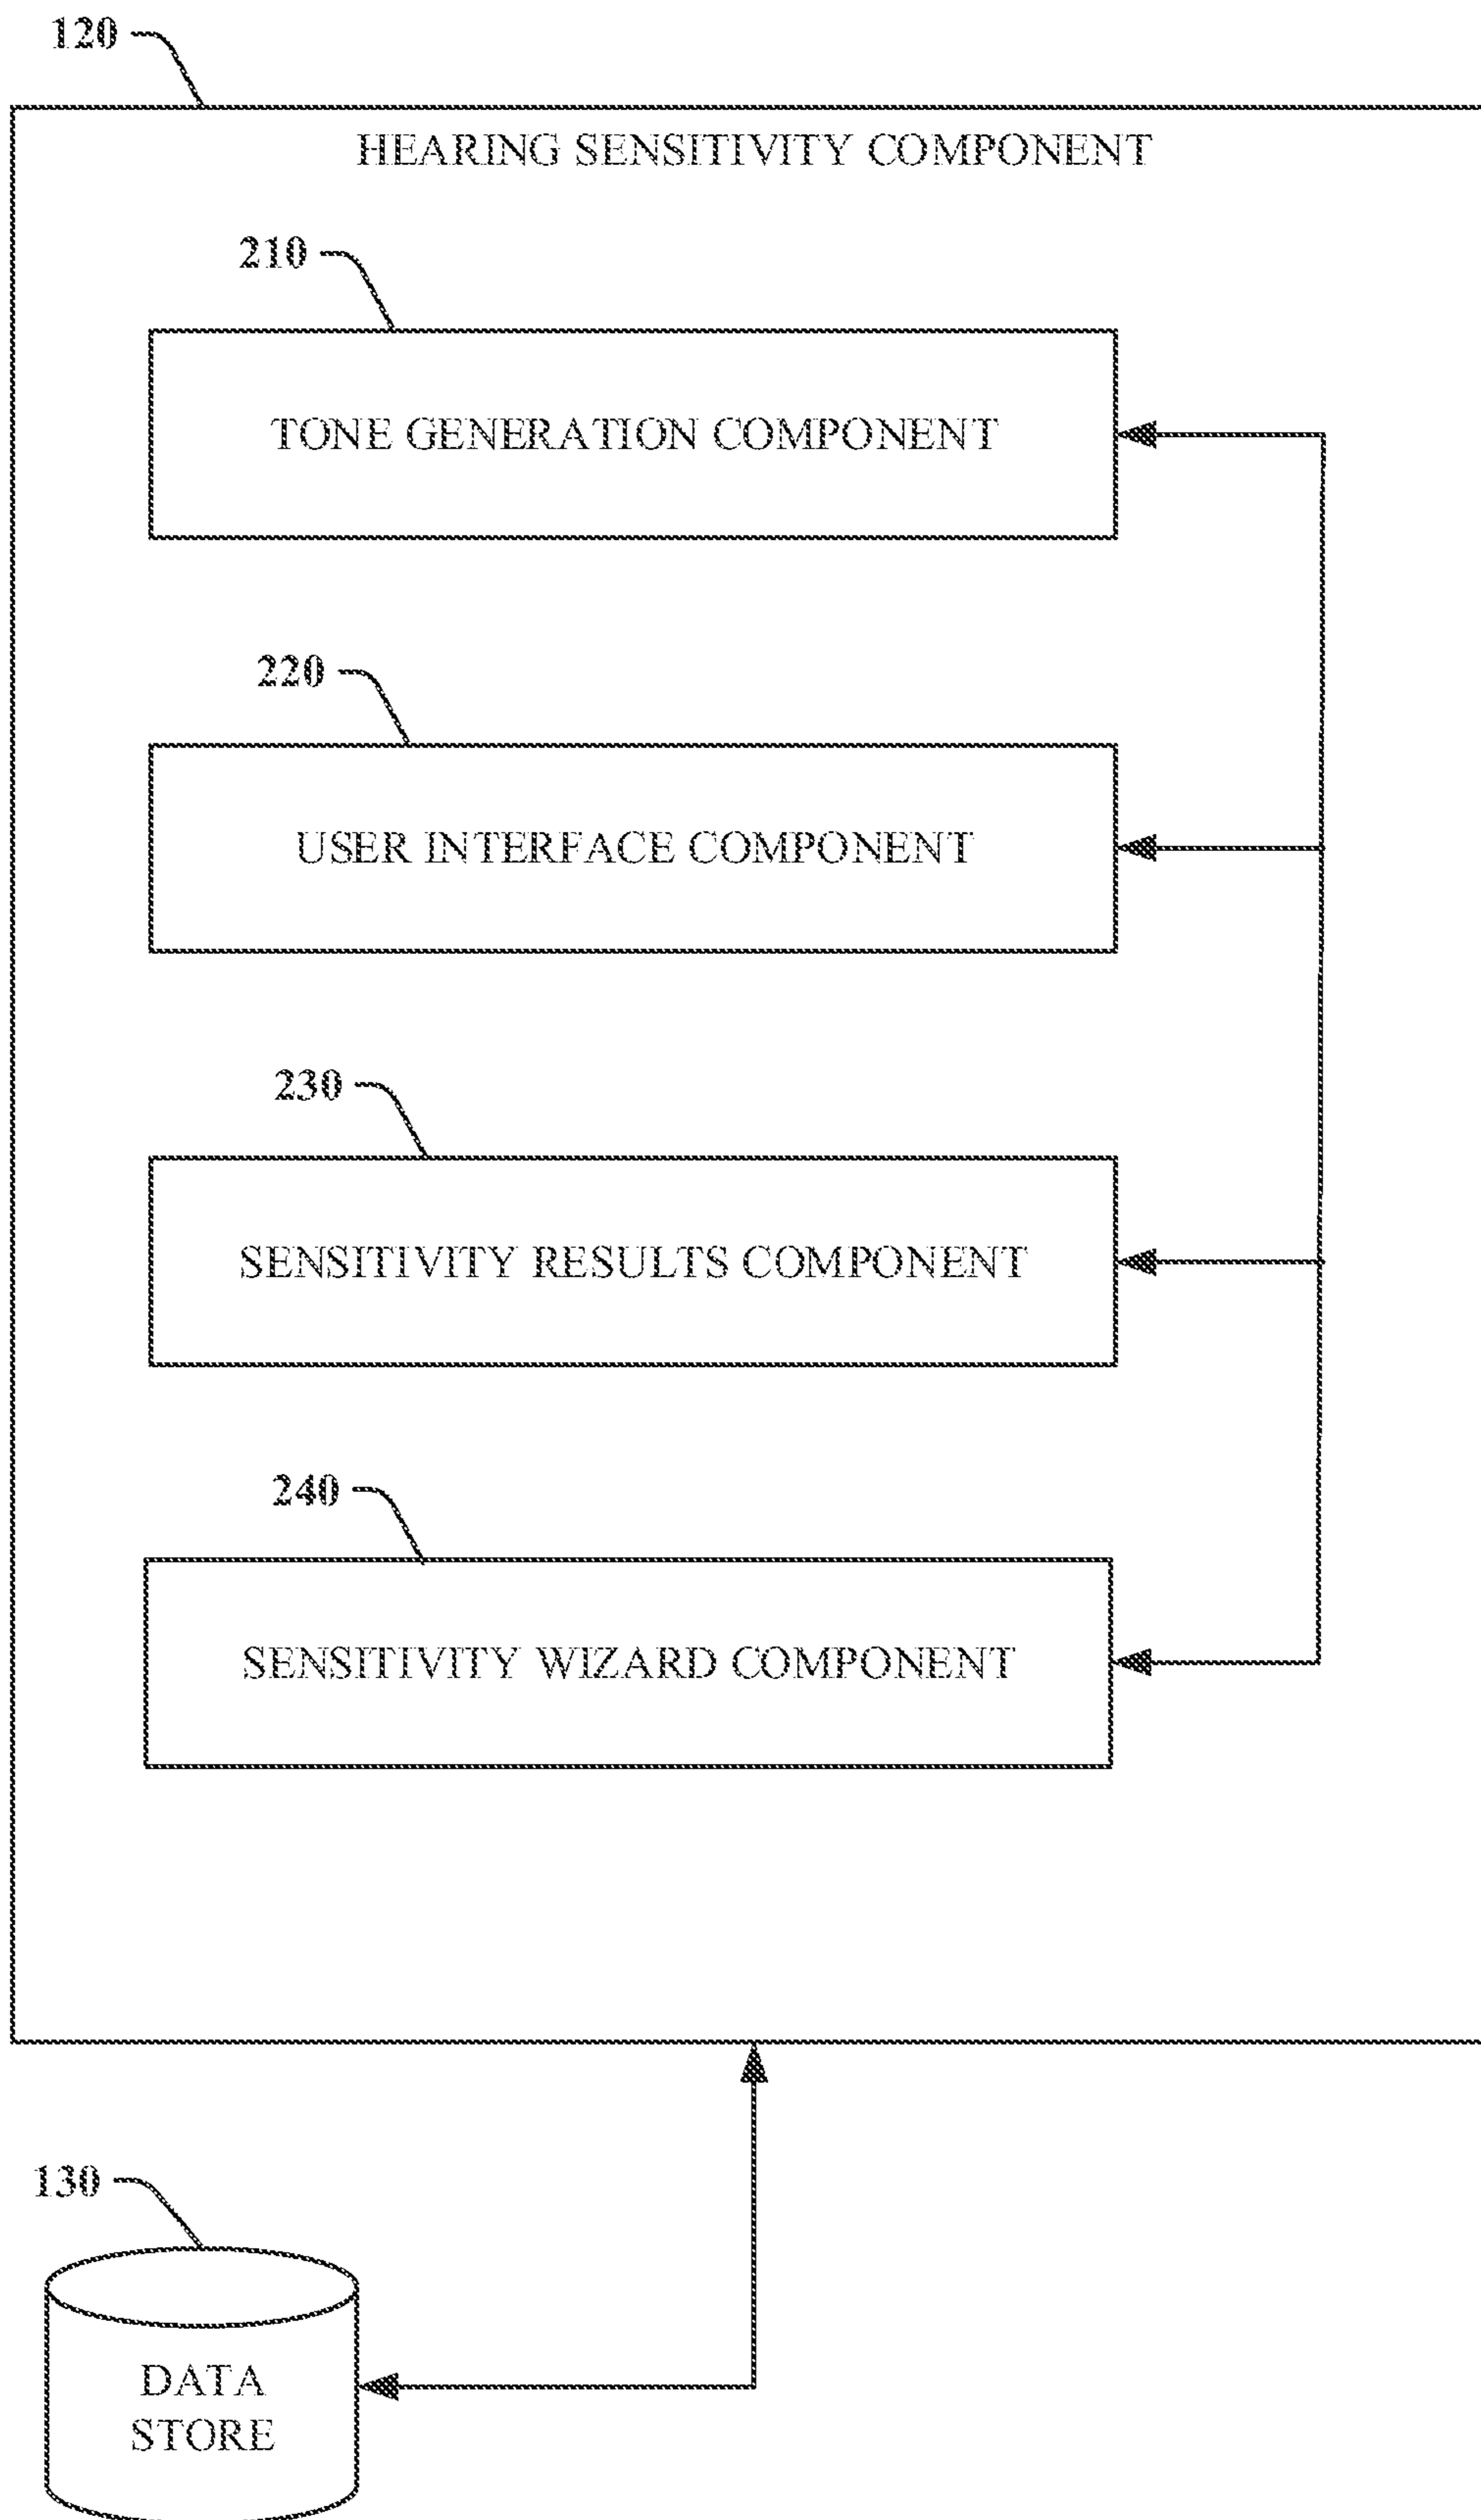 120
HEARING SENSITIVITY COMPONENT
210
TONE GENERATION COMPONENT
220
USER INTERFACE COMPONENT
230
SENSITIVITY RESULTS COMPONENT
240
SENSITIVITY WIZARD COMPONENT
130
DATA
STORE